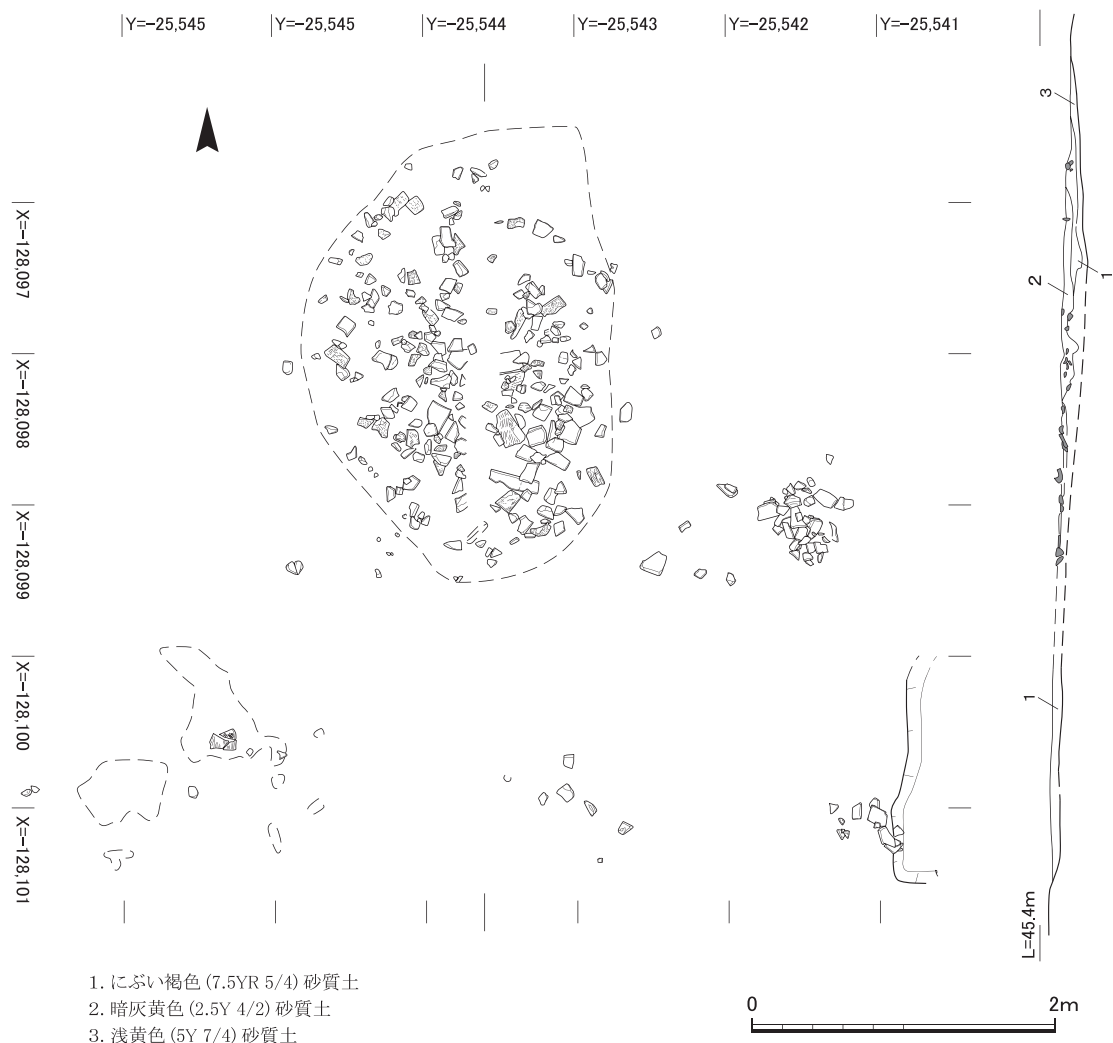 Y=-25,545
Y=-25,545
Y=-25,544
Y=-25,543
Y=-25,542
Y=-25,541
X=-128,097
X=-128,098
X=-128,099
X=-128,100
X=-128,101
3
1
2
1
L=45.4m
1. にぶい褐色 (7.5YR 5/4) 砂質土
2. 暗灰黄色 (2.5Y 4/2) 砂質土
3. 浅黄色 (5Y 7/4) 砂質土
0
2m